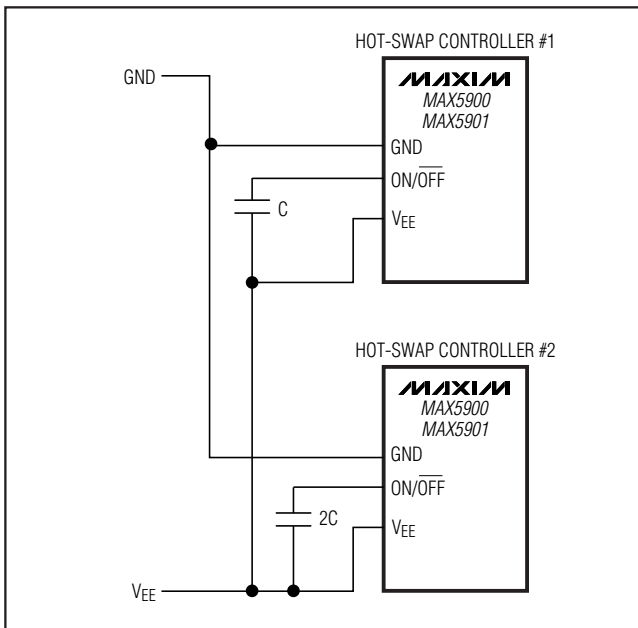 HOT-SWAP CONTROLLER #1
GND
MAXIM
MAX5900
MAX5901
GND
ON/OFF
C
VEE
HOT-SWAP CONTROLLER #2
MAXIM
MAX5900
MAX5901
GND
ON/OFF
2C
VEE
VEE